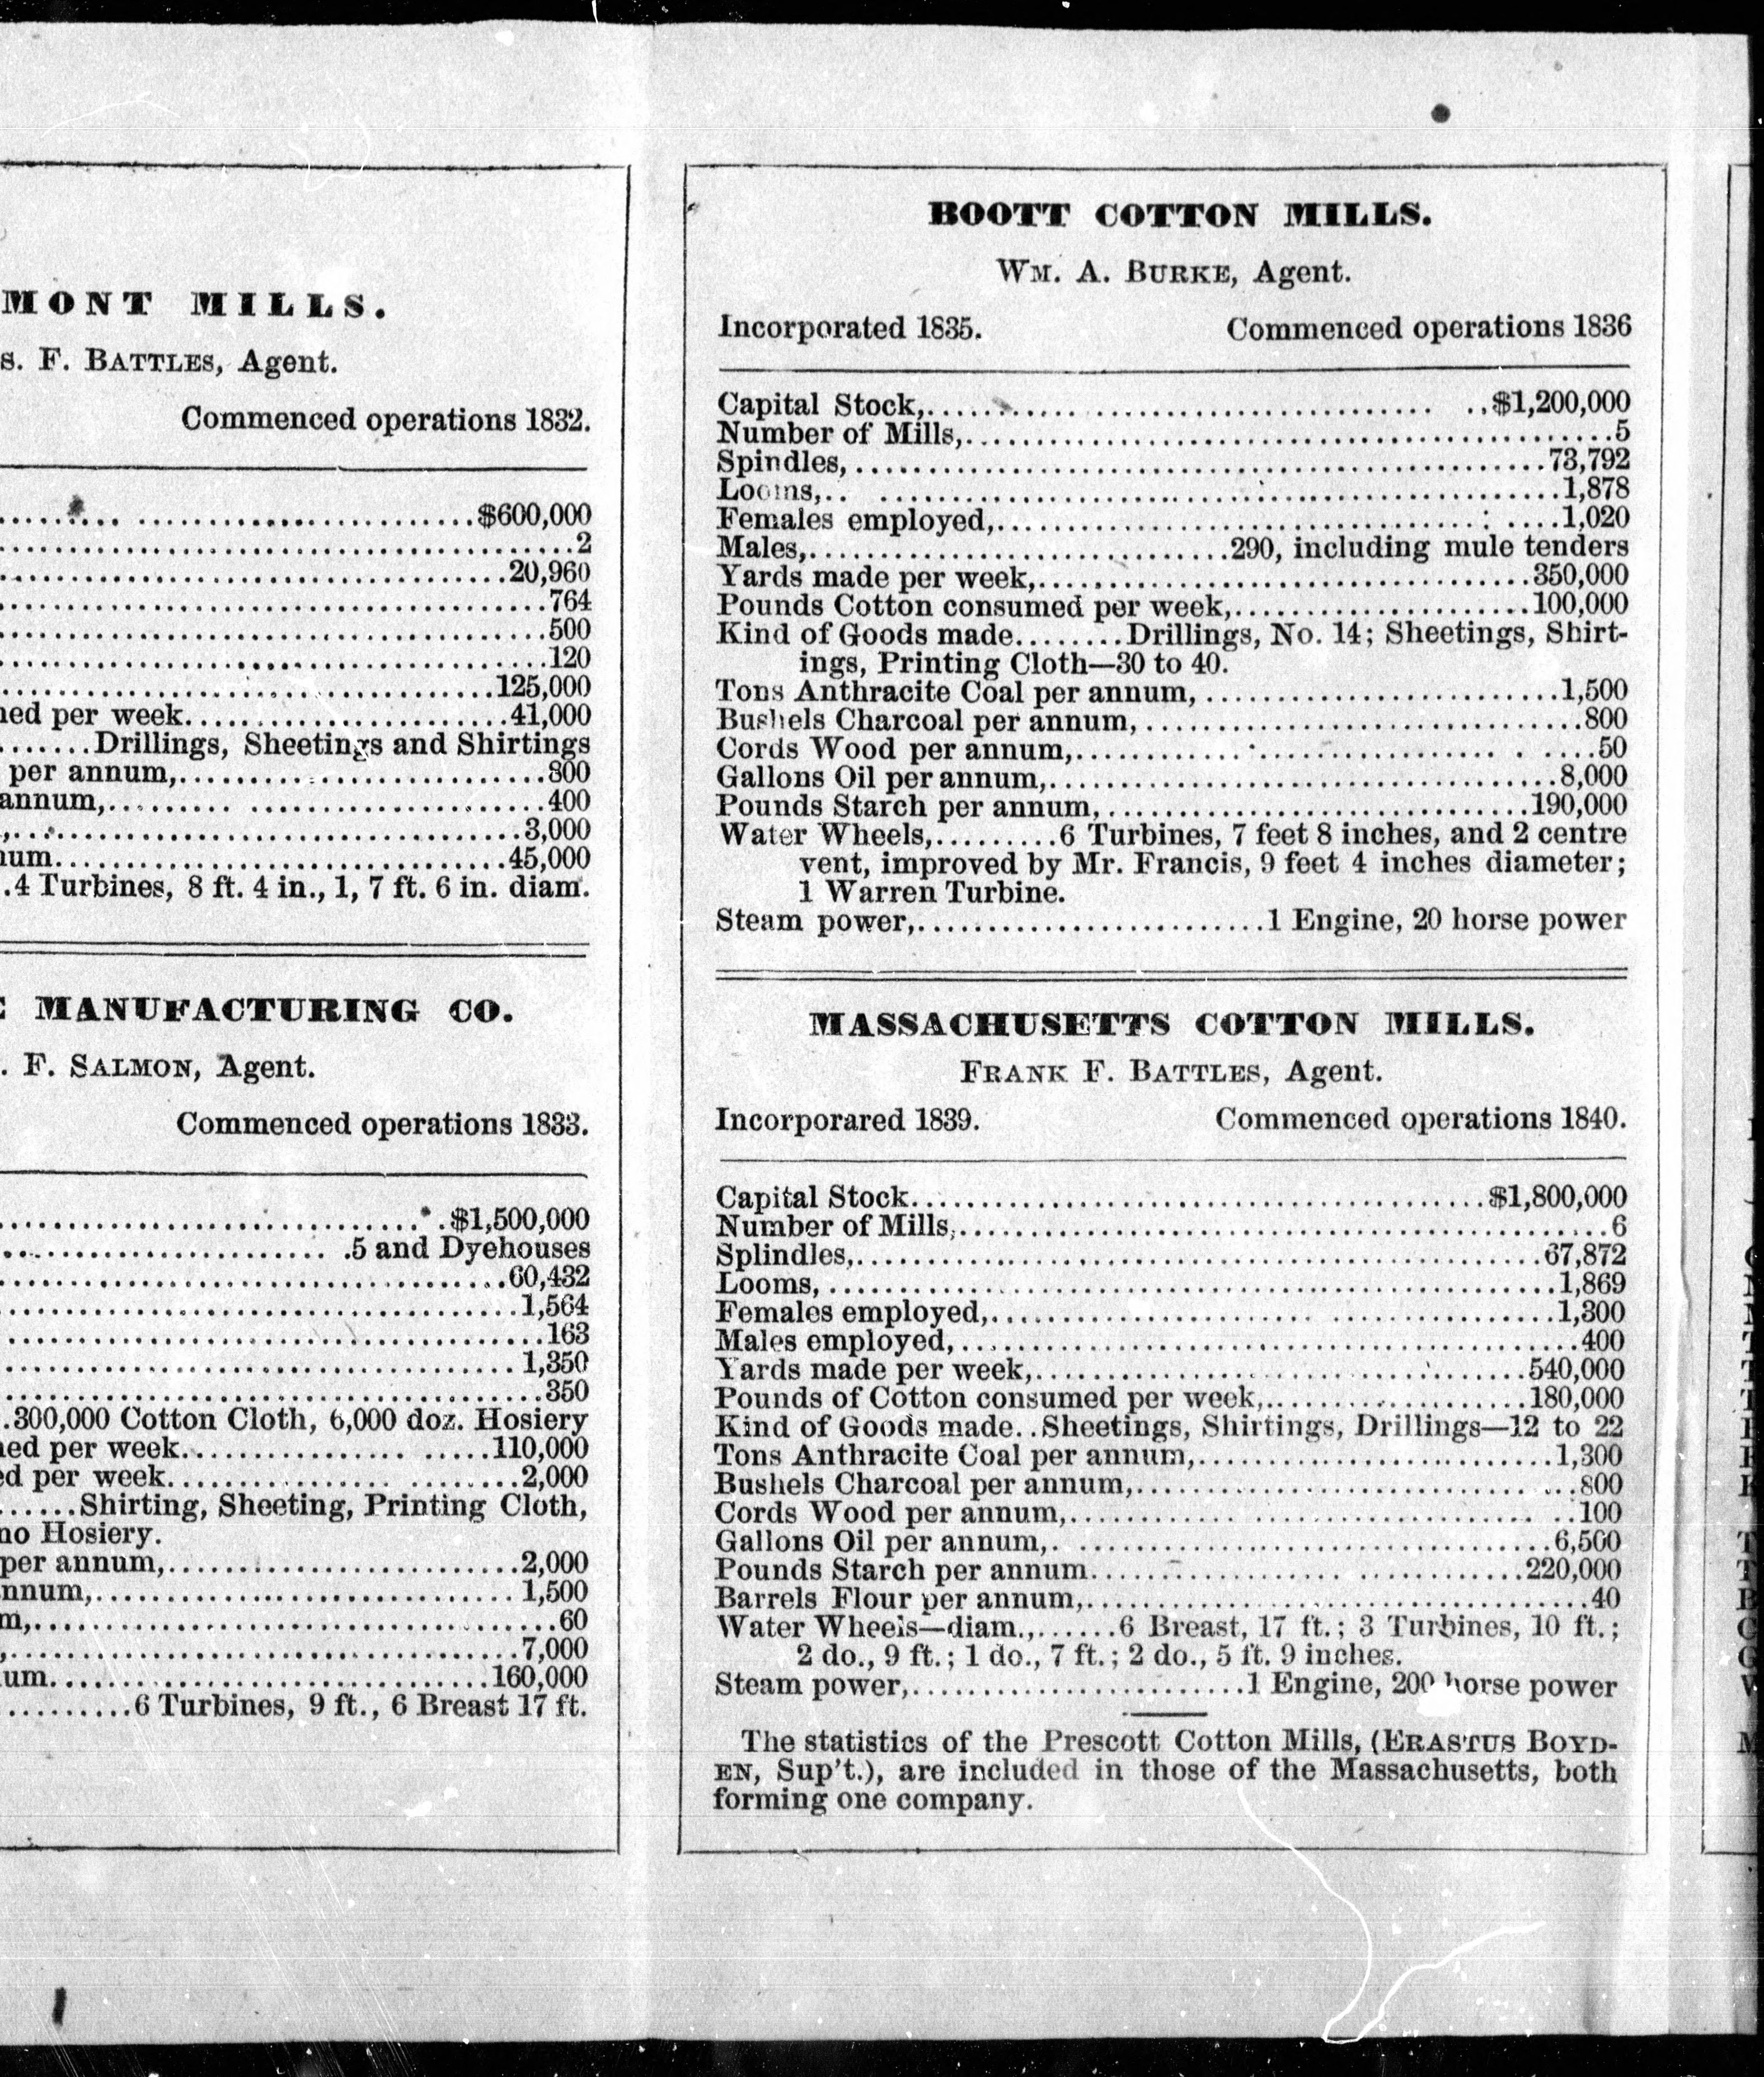 MONT MILLS.
S. F. BATTLES, Agent.
Commenced operations 1832.
$600,000
2
20,960
764
500
120
125,000
ned per week 41,000
Drillings, Sheetings and Shirtings
per annum, 800
annum, 400
3,000
num 45,000
4 Turbines, 8 ft. 4 in., 1, 7 ft. 6 in. diam.
MANUFACTURING CO.
. F. SALMON, Agent.
Commenced operations 1833.
$1,500,000
5 and Dyehouses
60,432
1,564
163
1,350
350
300,000 Cotton Cloth, 6,000 doz. Hosiery
ned per week 110,000
ed per week 2,000
Shirting, Sheeting, Printing Cloth,
no Hosiery.
per annum, 2,000
nnum, 1,500
m, 60
7,000
um 160,000
6 Turbines, 9 ft., 6 Breast 17 ft.
BOOTT COTTON MILLS.
WM. A. BURKE, Agent.
Incorporated 1835. Commenced operations 1836
Capital Stock, $1,200,000
Number of Mills, 5
Spindles, 73,792
Looms, 1,878
Females employed, 1,020
Males, 290, including mule tenders
Yards made per week, 350,000
Pounds Cotton consumed per week, 100,000
Kind of Goods made Drillings, No. 14; Sheetings, Shirt-
ings, Printing Cloth—30 to 40.
Tons Anthracite Coal per annum, 1,500
Bushels Charcoal per annum, 800
Cords Wood per annum, 50
Gallons Oil per annum, 8,000
Pounds Starch per annum, 190,000
Water Wheels, 6 Turbines, 7 feet 8 inches, and 2 centre
vent, improved by Mr. Francis, 9 feet 4 inches diameter;
1 Warren Turbine.
Steam power, 1 Engine, 20 horse power
MASSACHUSETTS COTTON MILLS.
FRANK F. BATTLES, Agent.
Incorporared 1839. Commenced operations 1840.
Capital Stock $1,800,000
Number of Mills, 6
Splindles, 67,872
Looms, 1,869
Females employed, 1,300
Males employed, 400
Yards made per week, 540,000
Pounds of Cotton consumed per week, 180,000
Kind of Goods made Sheetings, Shirtings, Drillings—12 to 22
Tons Anthracite Coal per annum, 1,300
Bushels Charcoal per annum, 800
Cords Wood per annum, 100
Gallons Oil per annum, 6,500
Pounds Starch per annum 220,000
Barrels Flour per annum, 40
Water Wheels—diam., 6 Breast, 17 ft.; 3 Turbines, 10 ft.;
2 do., 9 ft.; 1 do., 7 ft.; 2 do., 5 ft. 9 inches.
Steam power, 1 Engine, 200 horse power
The statistics of the Prescott Cotton Mills, (ERASTUS BOYD-
EN, Sup't.), are included in those of the Massachusetts, both
forming one company.